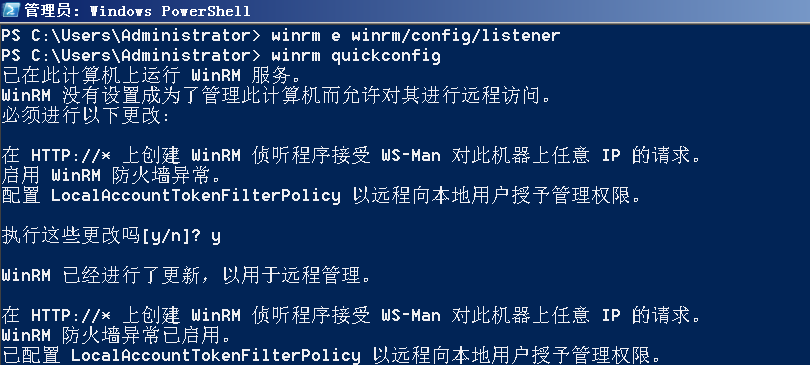 管理员: Windows PowerShell
PS C:\Users\Administrator> winrm e winrm/config/listener
PS C:\Users\Administrator> winrm quickconfig
已在此计算机上运行 WinRM 服务。
WinRM 没有设置成为了管理此计算机而允许对其进行远程访问。
必须进行以下更改:
在 HTTP://* 上创建 WinRM 侦听程序接受 WS-Man 对此机器上任意 IP 的请求。
启用 WinRM 防火墙异常。
配置 LocalAccountTokenFilterPolicy 以远程向本地用户授予管理权限。
执行这些更改吗[y/n]? y
WinRM 已经进行了更新，以用于远程管理。
在 HTTP://* 上创建 WinRM 侦听程序接受 WS-Man 对此机器上任意 IP 的请求。
WinRM 防火墙异常已启用。
已配置 LocalAccountTokenFilterPolicy 以远程向本地用户授予管理权限。